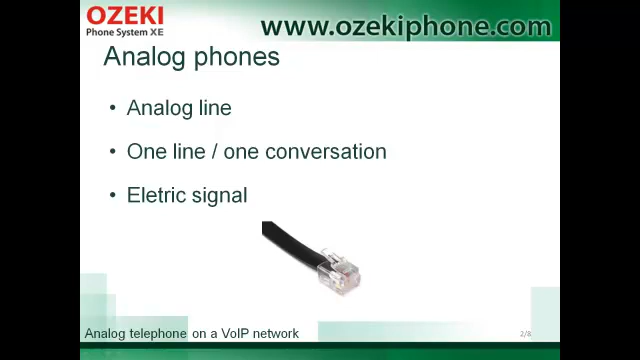 OZEKI
Phone System XE
www.ozekiphone.com
Analog phones
• Analog line
• One line / one conversation
• Eletric signal
Analog telephone on a VoIP network
2/8